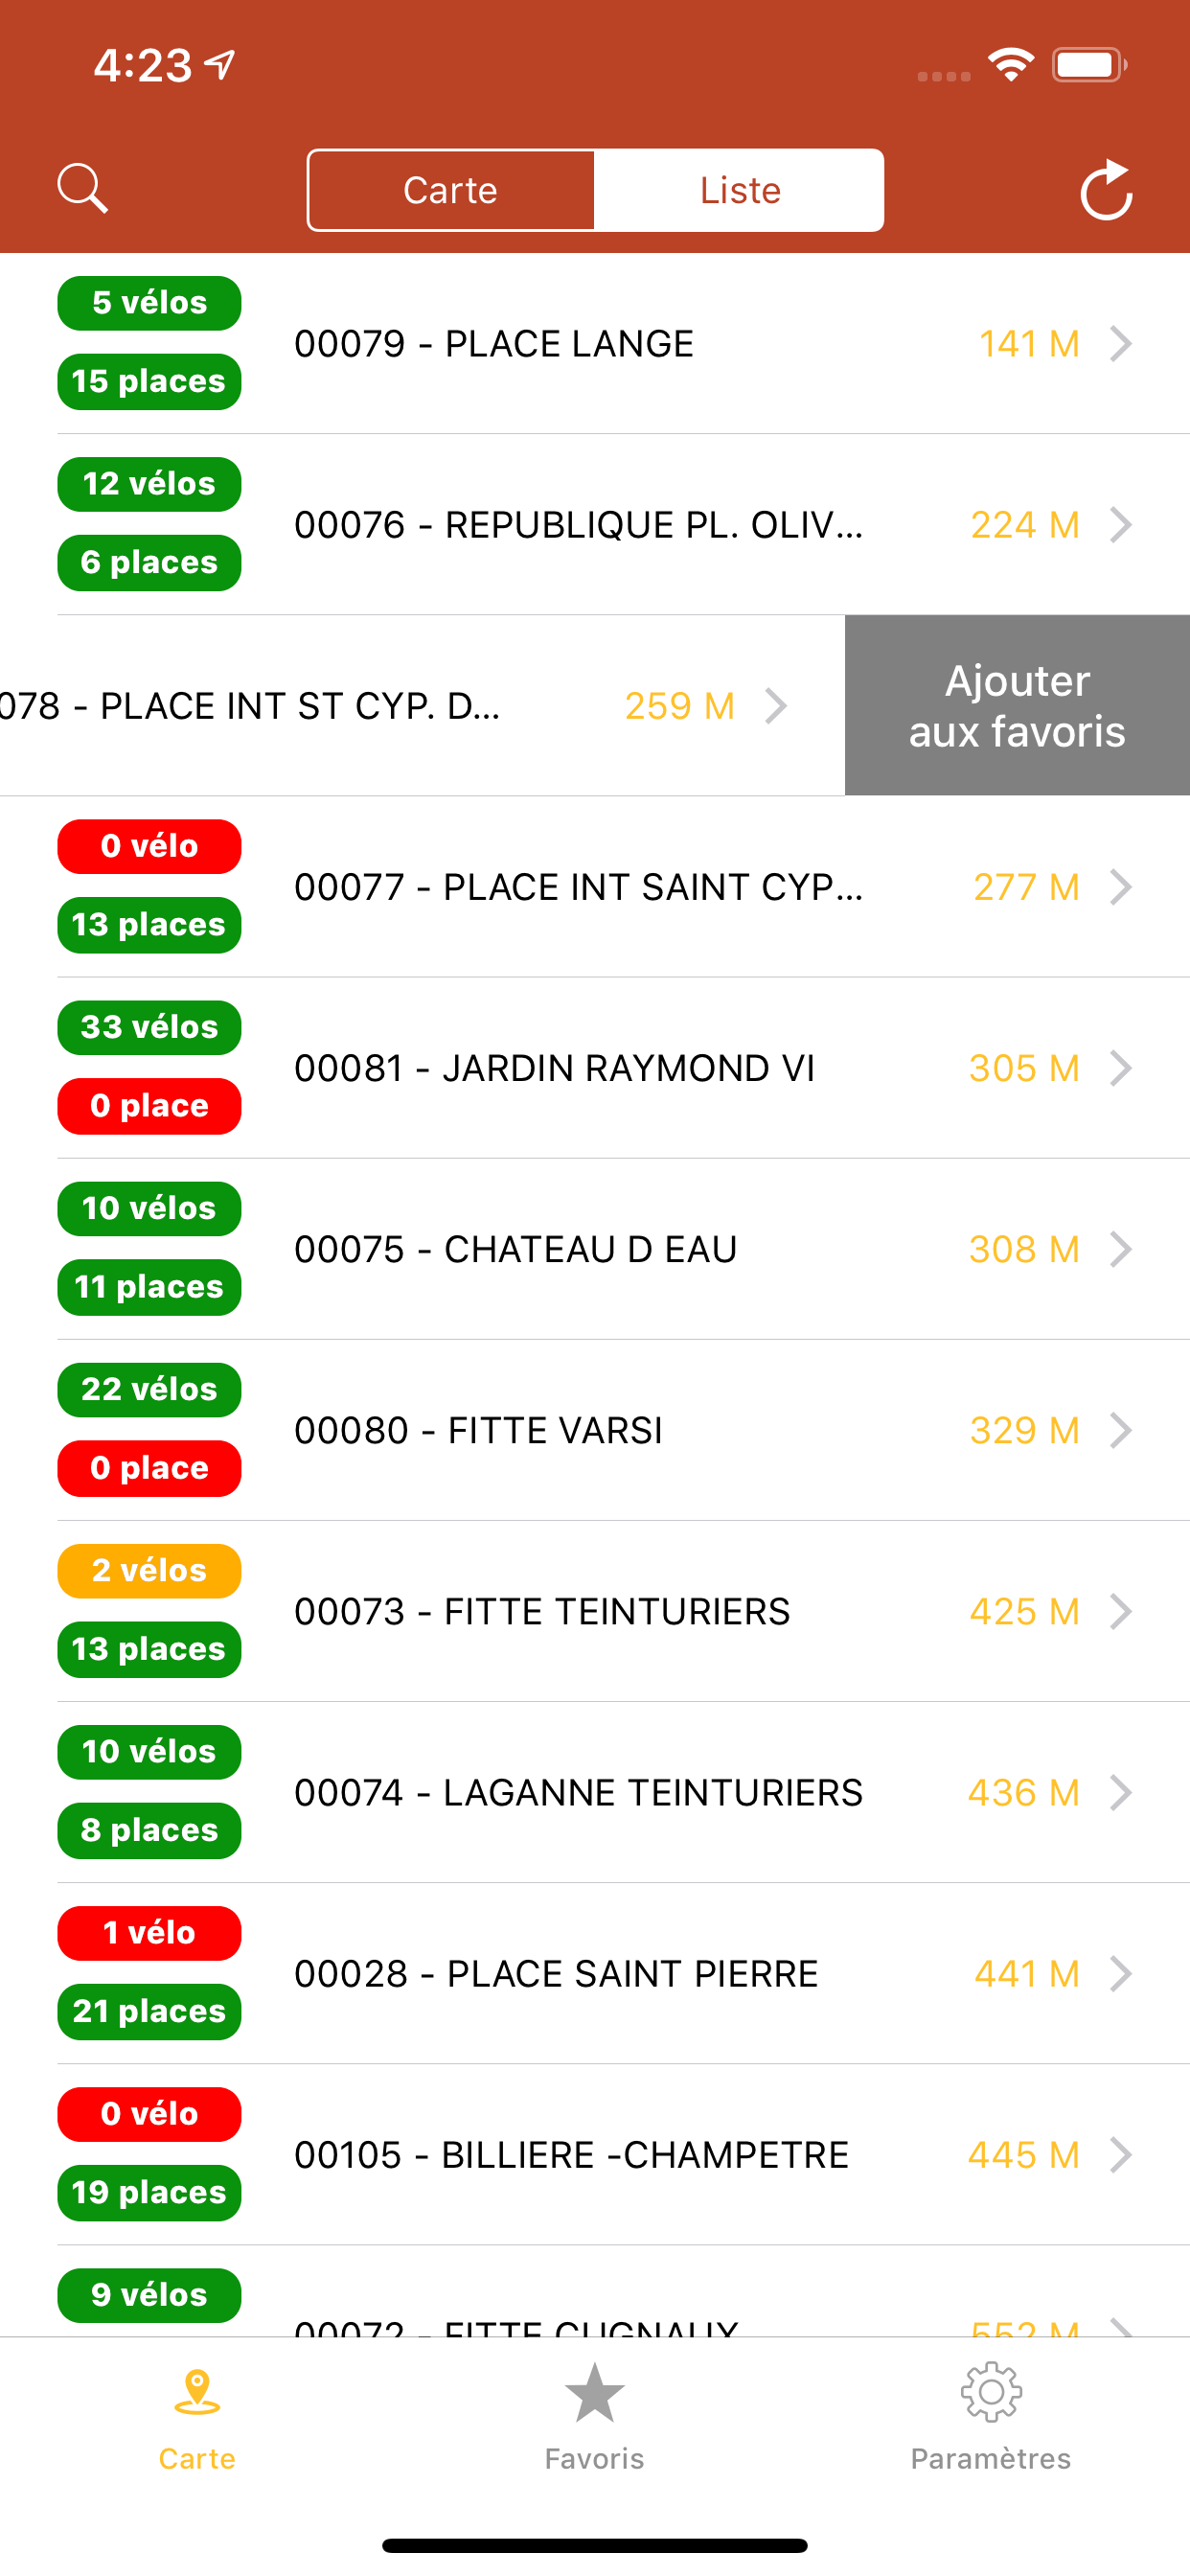 4:23
Carte
Liste
5 vélos
15 places
00079 - PLACE LANGE
141 M
12 vélos
6 places
00076 - REPUBLIQUE PL. OLIV...
224 M
078 - PLACE INT ST CYP. D...
259 M
Ajouter
aux favoris
0 vélo
13 places
00077 - PLACE INT SAINT CYP...
277 M
33 vélos
0 place
00081 - JARDIN RAYMOND VI
305 M
10 vélos
11 places
00075 - CHATEAU D EAU
308 M
22 vélos
0 place
00080 - FITTE VARSI
329 M
2 vélos
13 places
00073 - FITTE TEINTURIERS
425 M
10 vélos
8 places
00074 - LAGANNE TEINTURIERS
436 M
1 vélo
21 places
00028 - PLACE SAINT PIERRE
441 M
0 vélo
19 places
00105 - BILLIERE -CHAMPETRE
445 M
9 vélos
00072 - FITTE CUGNAUX
552 M
Carte
Favoris
Paramètres